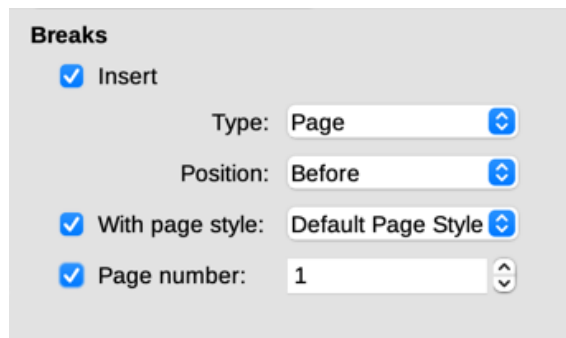 Breaks
Insert
Type: Page
Position: Before
With page style: Default Page Style
Page number: 1